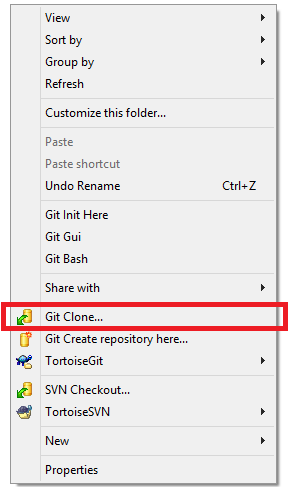 View
Sort by
Group by
Refresh
Customize this folder...
Paste
Paste shortcut
Undo Rename Ctrl+Z
Git Init Here
Git Gui
Git Bash
Share with
Git Clone...
Git Create repository here...
TortoiseGit
SVN Checkout...
TortoiseSVN
New
Properties